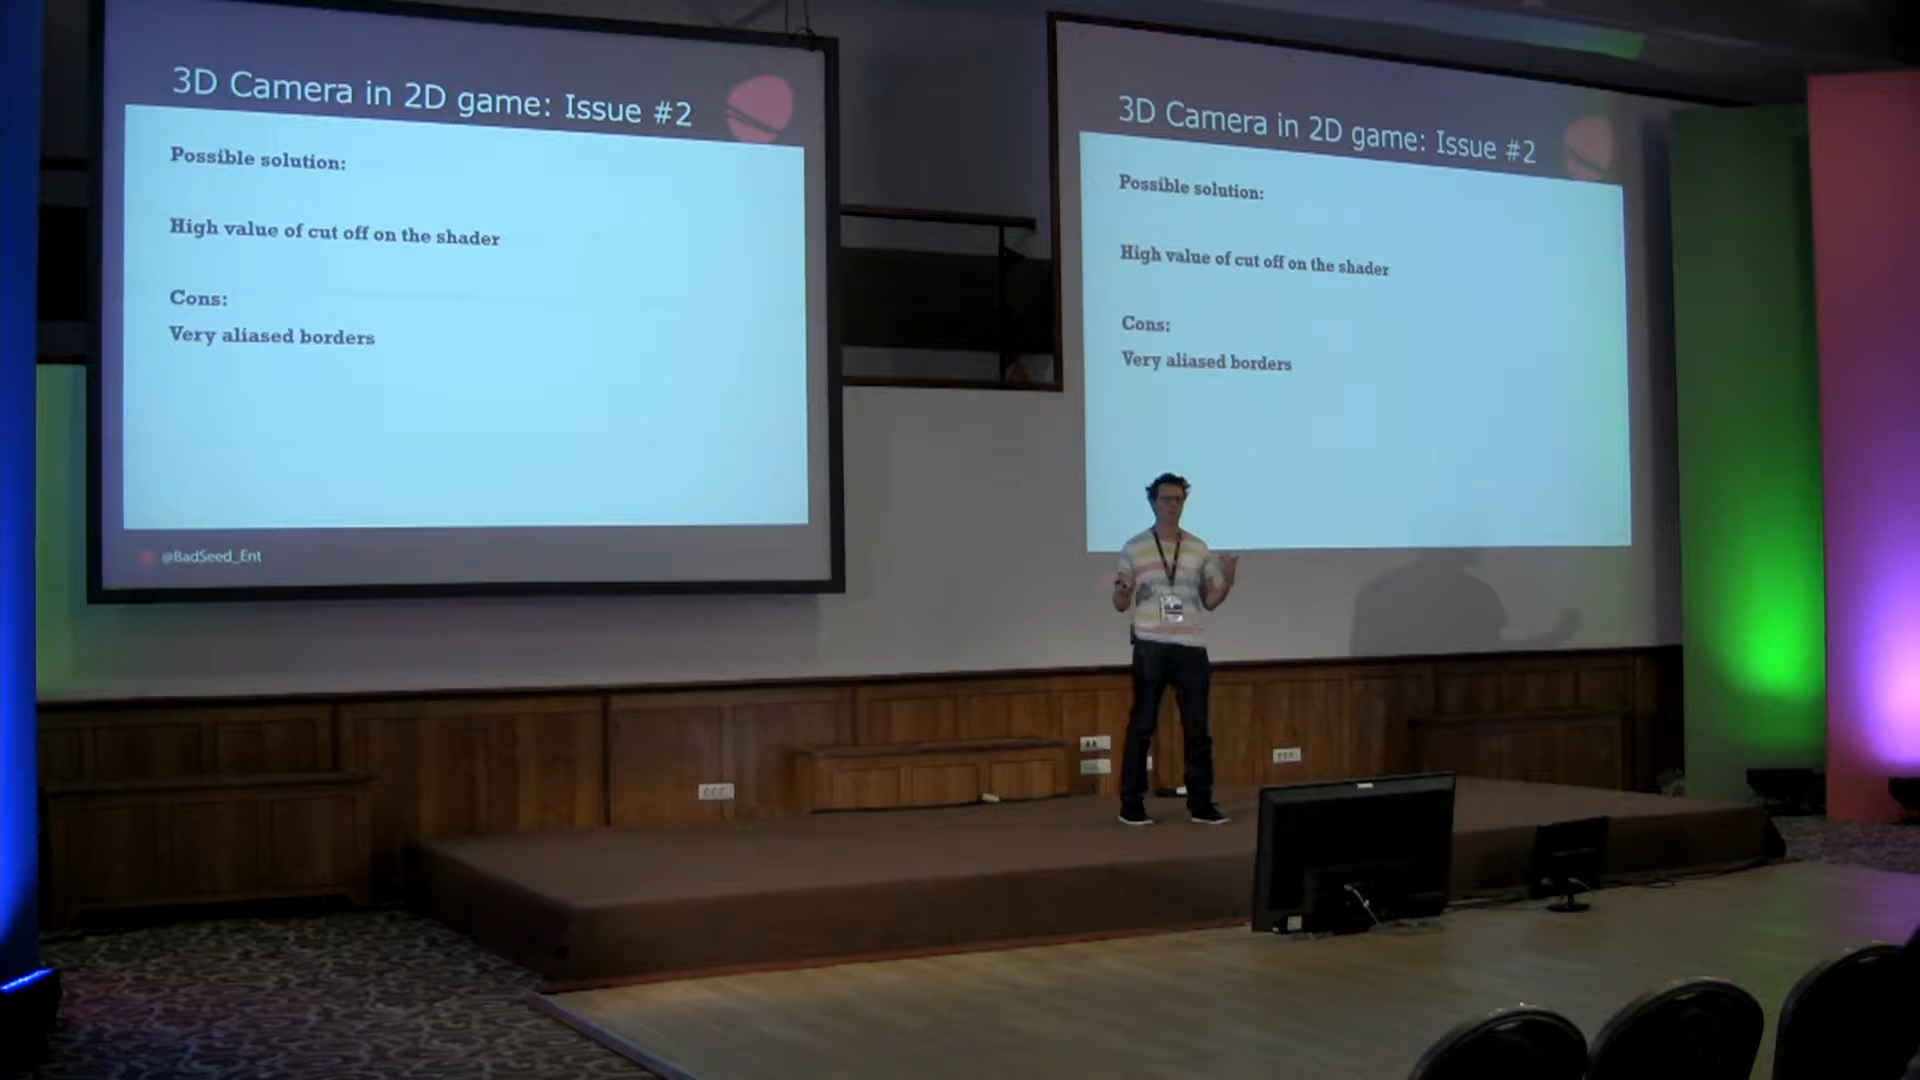 3D Camera in 2D game: Issue #2
Possible solution:
High value of cut off on the shader
Cons:
Very aliased borders
@BadSeed_Ent
3D Camera in 2D game: Issue #2
Possible solution:
High value of cut off on the shader
Cons:
Very aliased borders